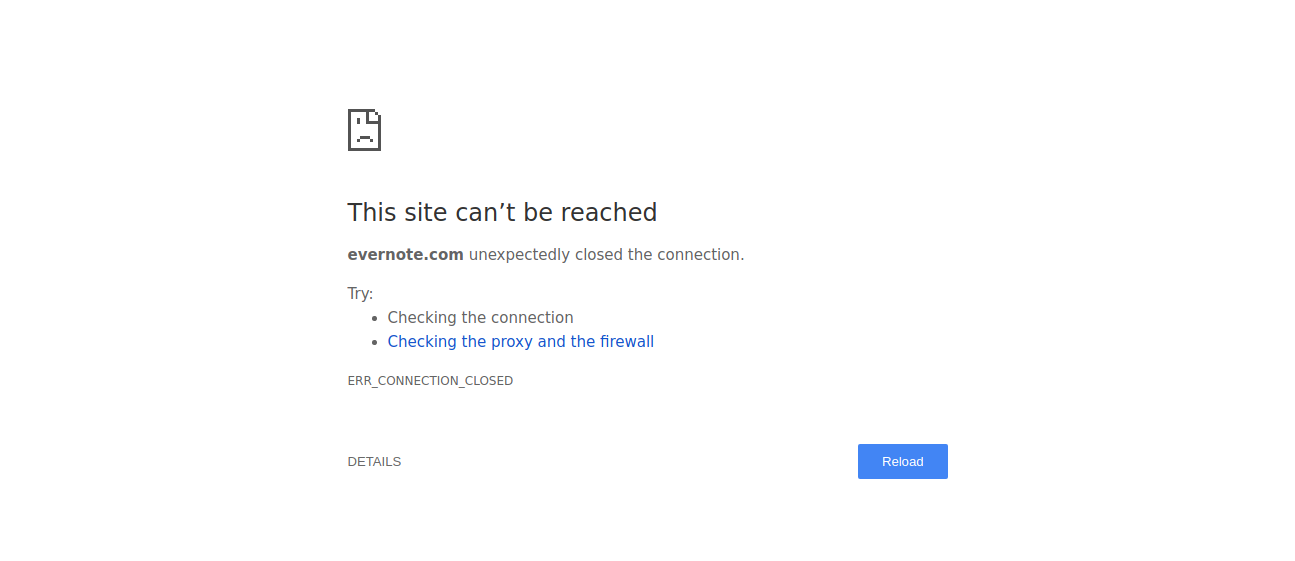 This site can’t be reached
evernote.com unexpectedly closed the connection.
Try:
Checking the connection
Checking the proxy and the firewall
ERR_CONNECTION_CLOSED
DETAILS
Reload